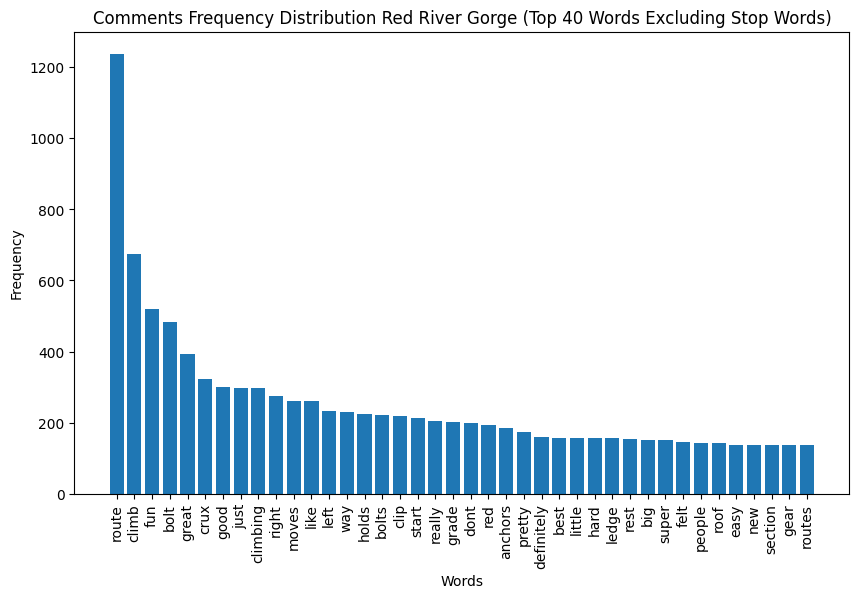 Comments Frequency Distribution Red River Gorge (Top 40 Words Excluding Stop Words)
Frequency
1200
1000
800
600
400
200
0
route
climb
fun
bolt
great
crux
good
just
climbing
right
moves
like
left
way
holds
bolts
clip
start
really
grade
dont
red
anchors
pretty
definitely
best
little
hard
ledge
rest
big
super
felt
people
roof
easy
new
section
gear
routes
Words